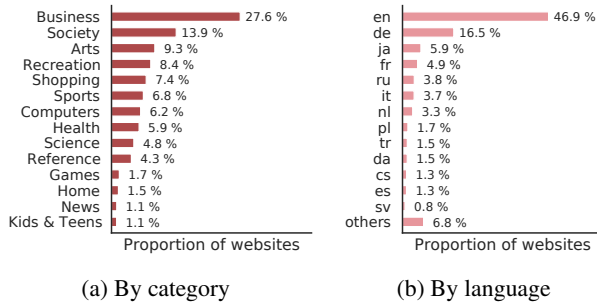 Business 27.6 %
Society 13.9 %
Arts 9.3 %
Recreation 8.4 %
Shopping 7.4 %
Sports 6.8 %
Computers 6.2 %
Health 5.9 %
Science 4.8 %
Reference 4.3 %
Games 1.7 %
Home 1.5 %
News 1.1 %
Kids & Teens 1.1 %
Proportion of websites
(a) By category
en 46.9 %
de 16.5 %
ja 5.9 %
fr 4.9 %
ru 3.8 %
it 3.7 %
nl 3.3 %
pl 1.7 %
tr 1.5 %
da 1.5 %
cs 1.3 %
es 1.3 %
sv 0.8 %
others 6.8 %
Proportion of websites
(b) By language